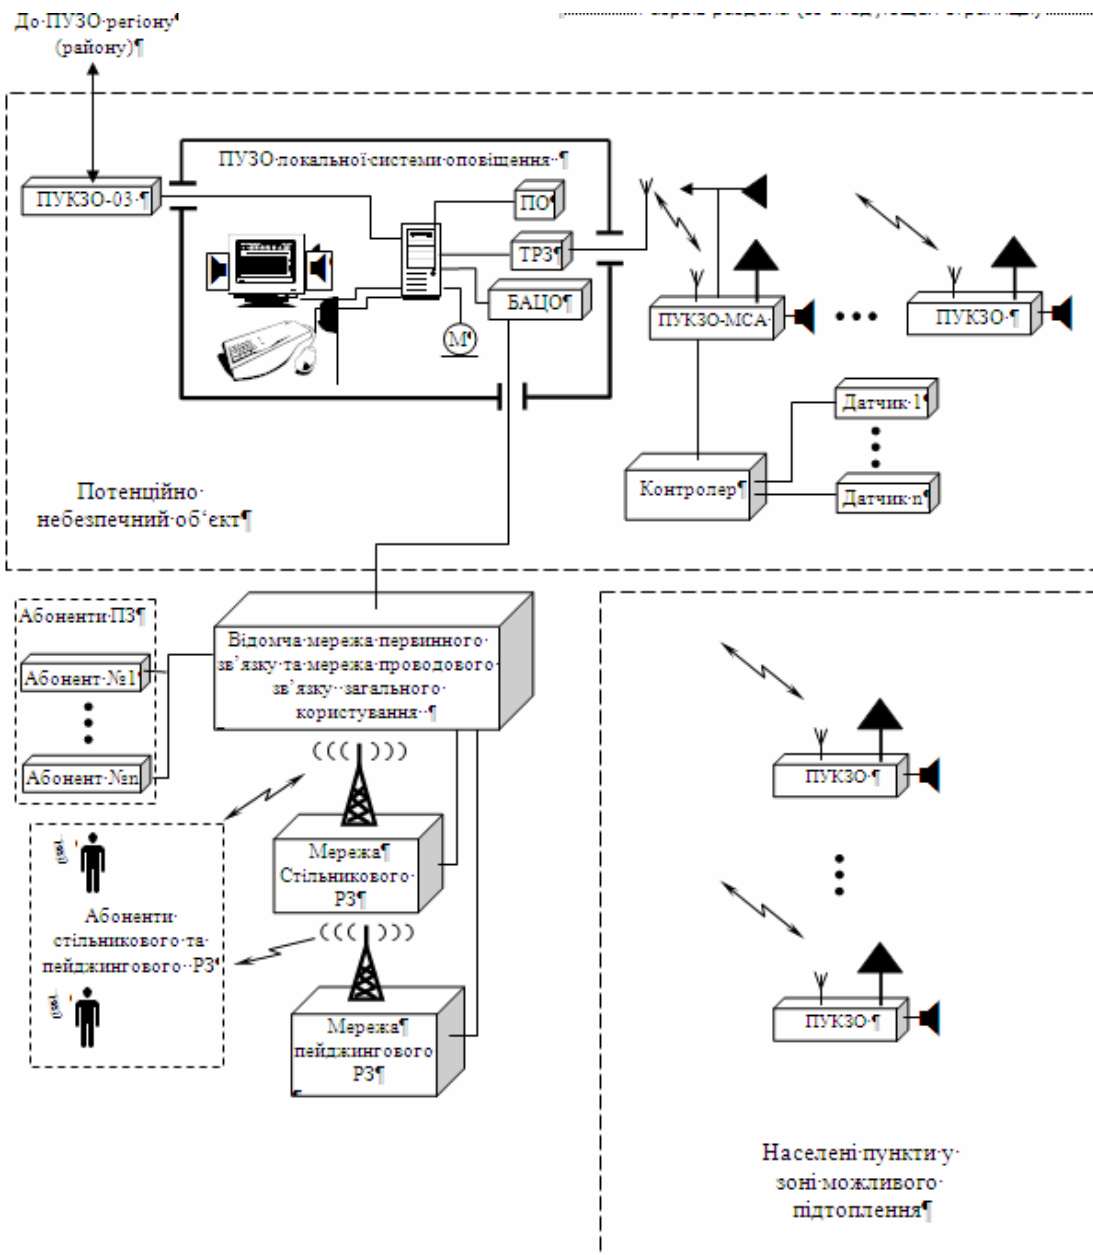 До ПУЗО регіону
(району)
ПУКЗО-03
ПУЗО локальної системи оповіщення
ПО
ТРЗ
БАЦО
М
ПУКЗО-МСА
ПУКЗО
Датчик 1
Контролер
Датчик n
Потенційно
небезпечний об‘єкт
Абоненти ПЗ
Абонент №1
Абонент №n
Відомча мережа первинного
зв’язку та мережа проводового
зв’язку загального
користування
Мережа
Стільникового
РЗ
Абоненти
стільникового та
пейджингового РЗ
Мережа
пейджингового
РЗ
ПУКЗО
ПУКЗО
Населені пункти у
зоні можливого
підтоплення